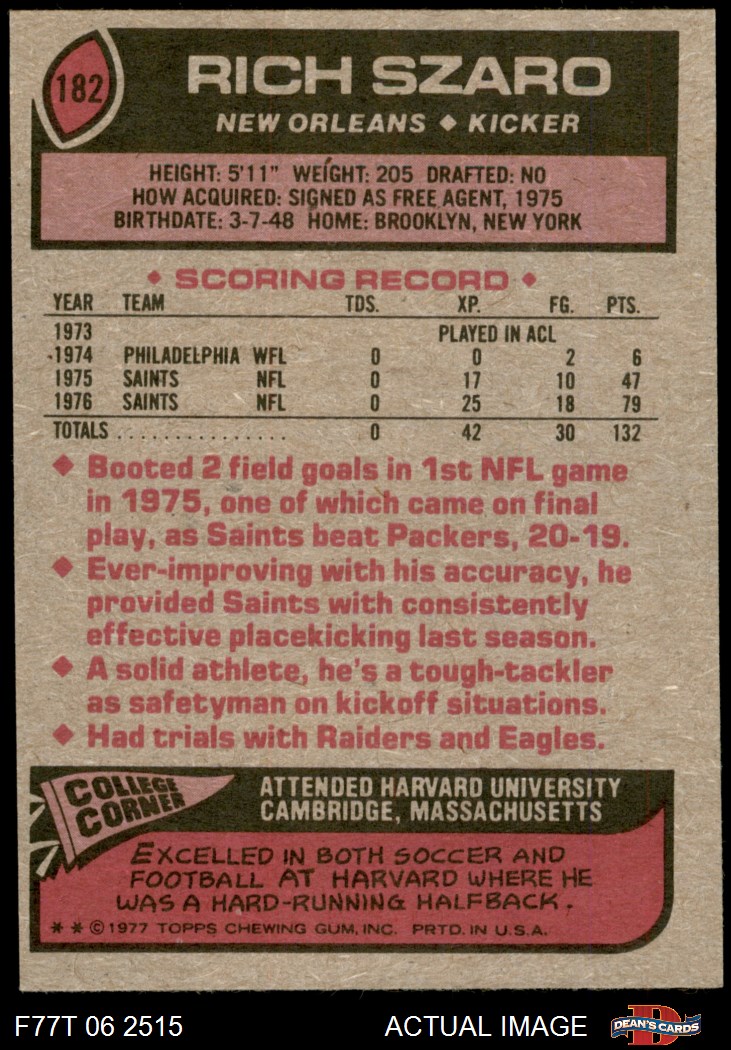 182
RICH SZARO
NEW ORLEANS ◆ KICKER
HEIGHT: 5'11" WEIGHT: 205 DRAFTED: NO
HOW ACQUIRED: SIGNED AS FREE AGENT, 1975
BIRTHDATE: 3-7-48 HOME: BROOKLYN, NEW YORK
◆ SCORING RECORD ◆
YEAR TEAM TDS. XP. FG. PTS.
1973 PLAYED IN ACL
1974 PHILADELPHIA WFL 0 0 2 6
1975 SAINTS NFL 0 17 10 47
1976 SAINTS NFL 0 25 18 79
TOTALS ................ 0 42 30 132
◆ Booted 2 field goals in 1st NFL game
in 1975, one of which came on final
play, as Saints beat Packers, 20-19.
◆ Ever-improving with his accuracy, he
provided Saints with consistently
effective placekicking last season.
◆ A solid athlete, he's a tough-tackler
as safetyman on kickoff situations.
◆ Had trials with Raiders and Eagles.
COLLEGE
CORNER
ATTENDED HARVARD UNIVERSITY
CAMBRIDGE, MASSACHUSETTS
EXCELLED IN BOTH SOCCER AND
FOOTBALL AT HARVARD WHERE HE
WAS A HARD-RUNNING HALFBACK.
* * © 1977 TOPPS CHEWING GUM, INC. PRTD. IN U.S.A.
F77T 06 2515 ACTUAL IMAGE
D
DEAN'S CARDS